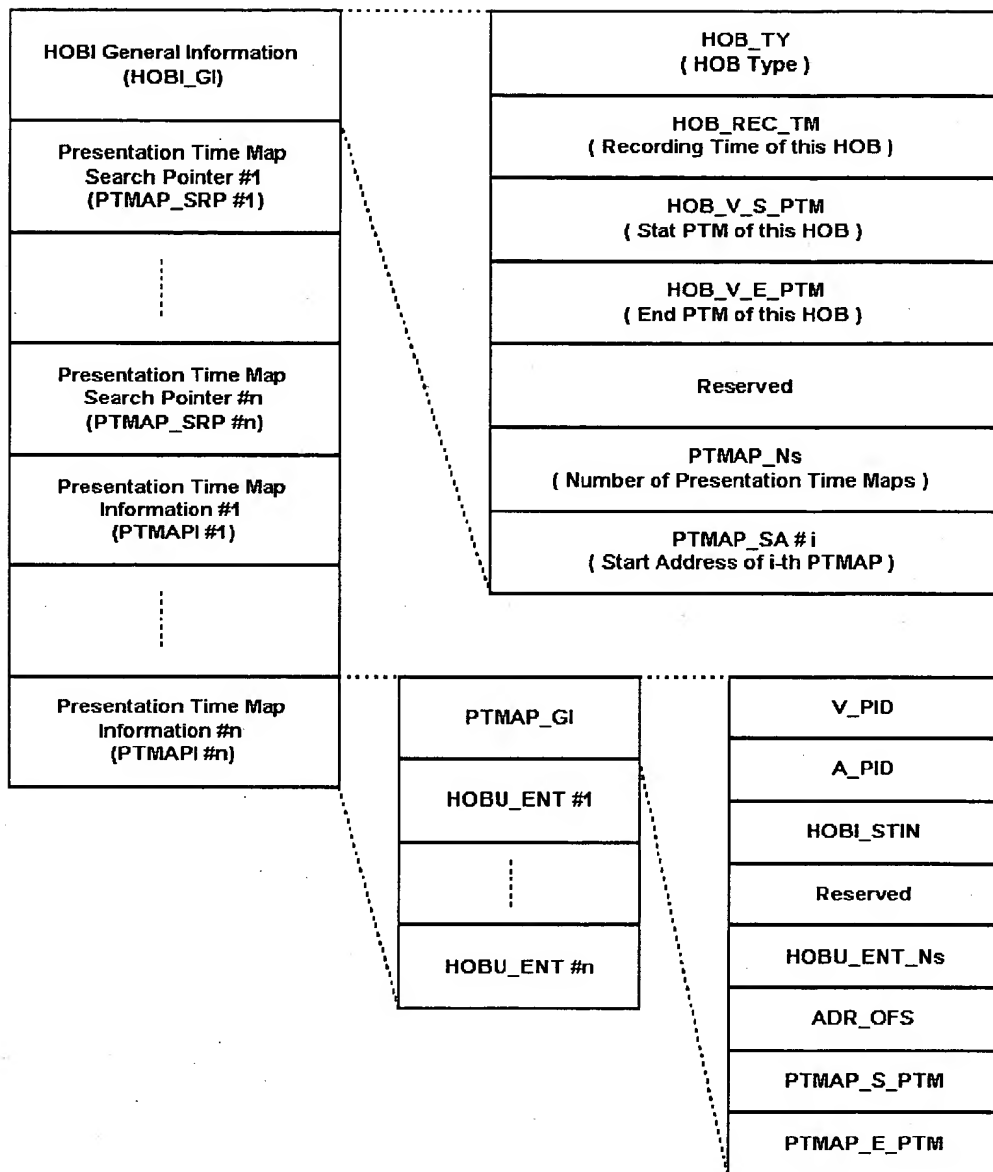 HOBI General Information
(HOBI_GI)
Presentation Time Map
Search Pointer #1
(PTMAP_SRP #1)
Presentation Time Map
Search Pointer #n
(PTMAP_SRP #n)
Presentation Time Map
Information #1
(PTMAPI #1)
Presentation Time Map
Information #n
(PTMAPI #n)
HOB_TY
( HOB Type )
HOB_REC_TM
( Recording Time of this HOB )
HOB_V_S_PTM
( Stat PTM of this HOB )
HOB_V_E_PTM
( End PTM of this HOB )
Reserved
PTMAP_Ns
( Number of Presentation Time Maps )
PTMAP_SA # i
( Start Address of i-th PTMAP )
PTMAP_GI
HOBU_ENT #1
HOBU_ENT #n
V_PID
A_PID
HOBI_STIN
Reserved
HOBU_ENT_Ns
ADR_OFS
PTMAP_S_PTM
PTMAP_E_PTM